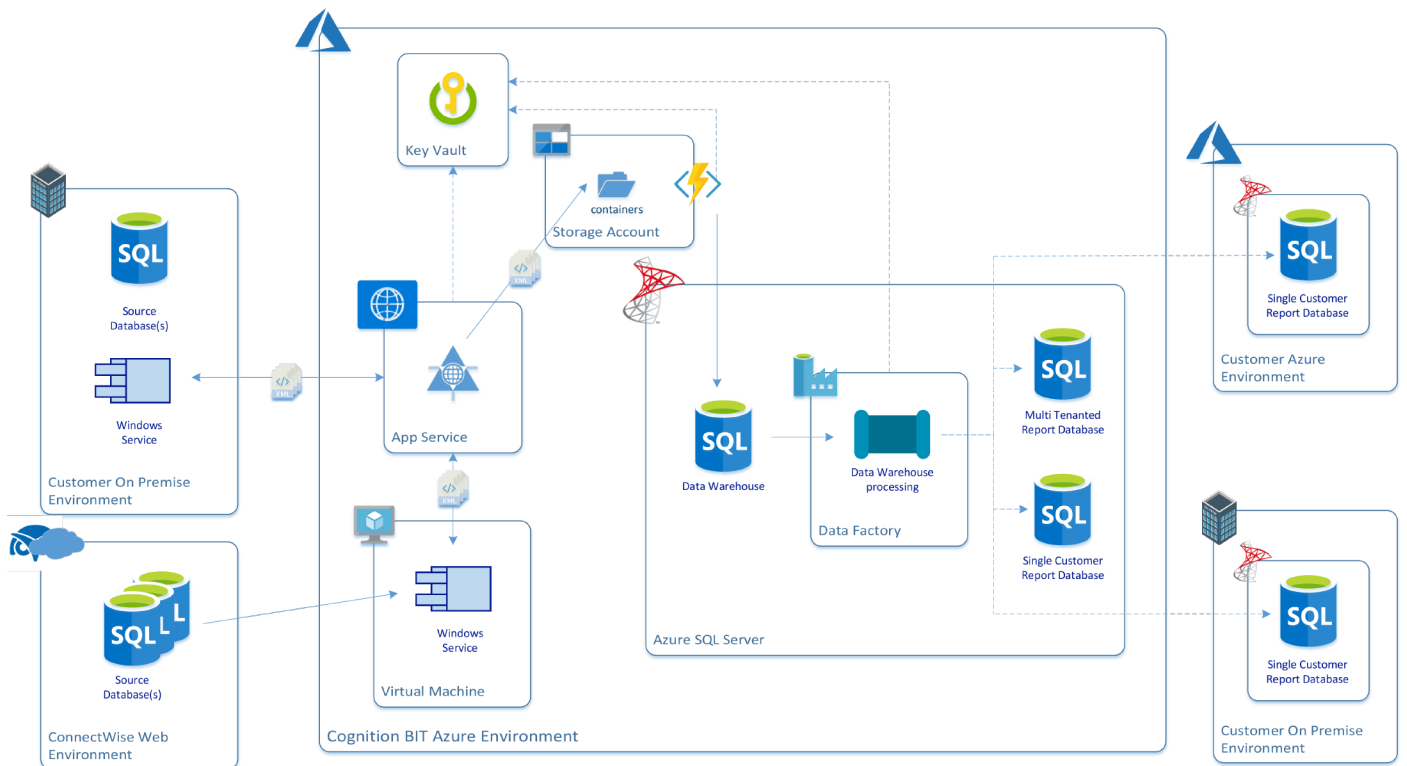 Key Vault
containers
Storage Account
SQL
Source
Database(s)
Windows
Service
Customer On Premise
Environment
</>
XML
</>
XML
App Service
</>
XML
SQL
Source
Database(s)
ConnectWise Web
Environment
Windows
Service
Virtual Machine
SQL
Data Warehouse
Data Warehouse
processing
Data Factory
SQL
Multi Tenanted
Report Database
SQL
Single Customer
Report Database
Azure SQL Server
Cognition BIT Azure Environment
SQL
Single Customer
Report Database
Customer Azure
Environment
SQL
Single Customer
Report Database
Customer On Premise
Environment